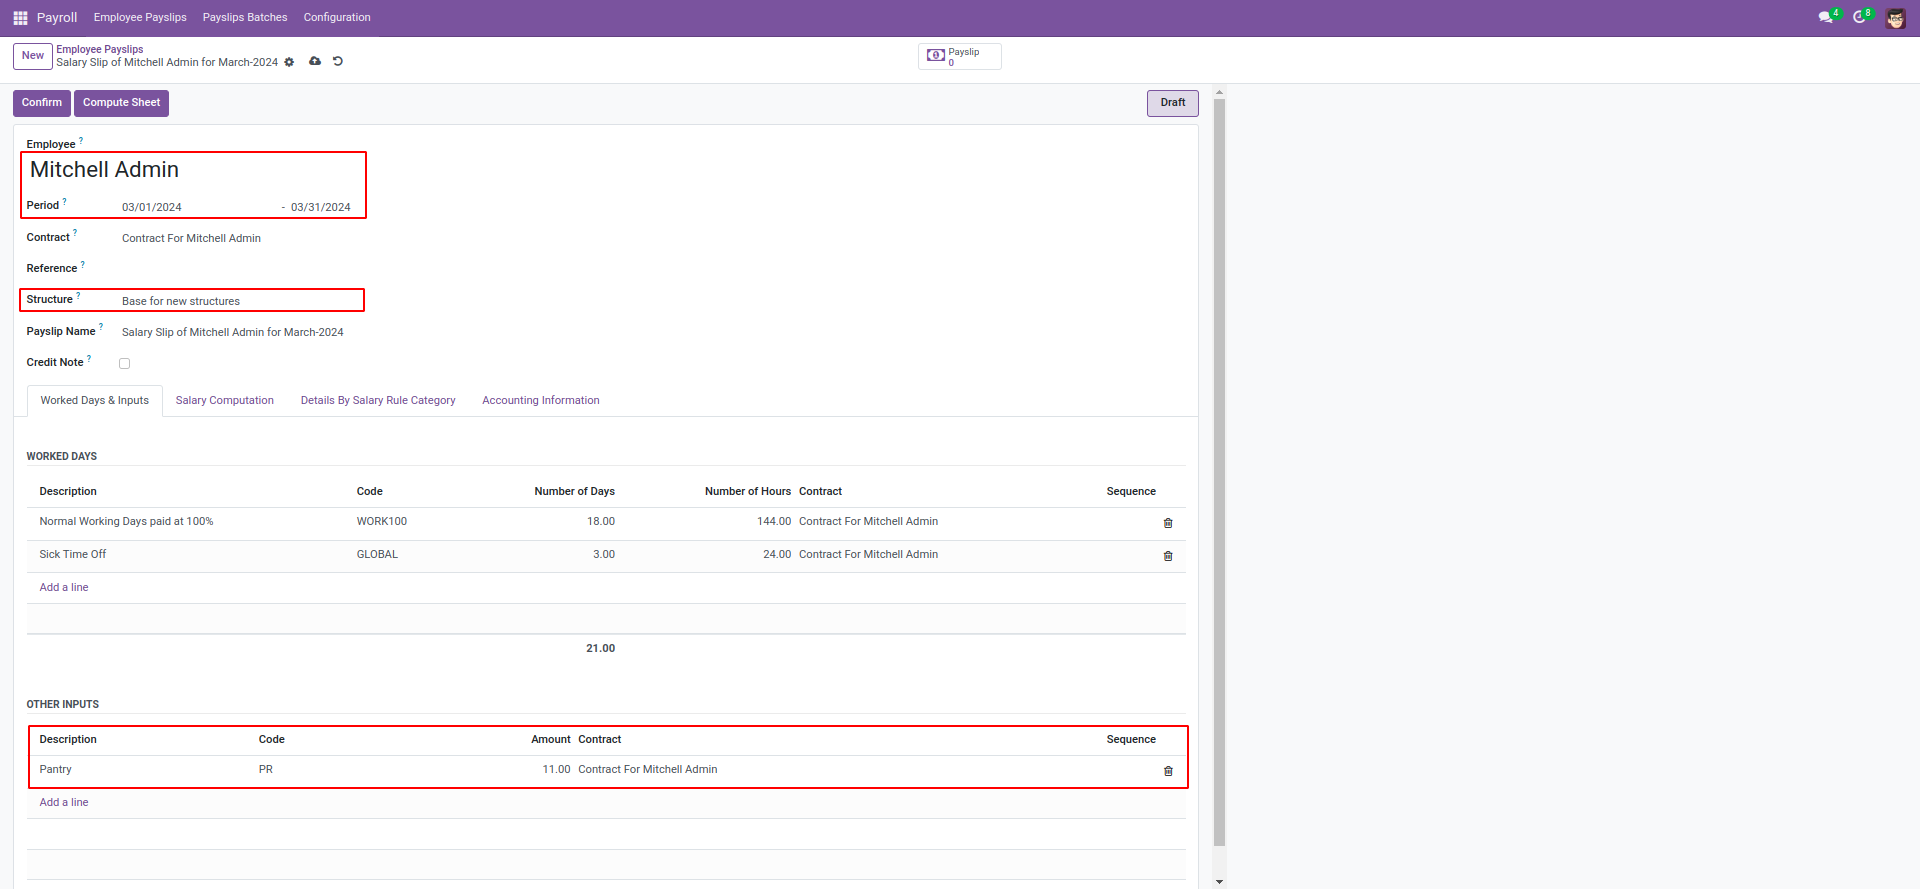 Payroll Employee Payslips Payslips Batches Configuration 4 8
New Employee Payslips
Salary Slip of Mitchell Admin for March-2024
Payslip
0
Confirm Compute Sheet Draft
Employee ?
Mitchell Admin
Period ? 03/01/2024 - 03/31/2024
Contract ? Contract For Mitchell Admin
Reference ?
Structure ? Base for new structures
Payslip Name ? Salary Slip of Mitchell Admin for March-2024
Credit Note ?
Worked Days & Inputs Salary Computation Details By Salary Rule Category Accounting Information
WORKED DAYS
Description Code Number of Days Number of Hours Contract Sequence
Normal Working Days paid at 100% WORK100 18.00 144.00 Contract For Mitchell Admin
Sick Time Off GLOBAL 3.00 24.00 Contract For Mitchell Admin
Add a line
21.00
OTHER INPUTS
Description Code Amount Contract Sequence
Pantry PR 11.00 Contract For Mitchell Admin
Add a line